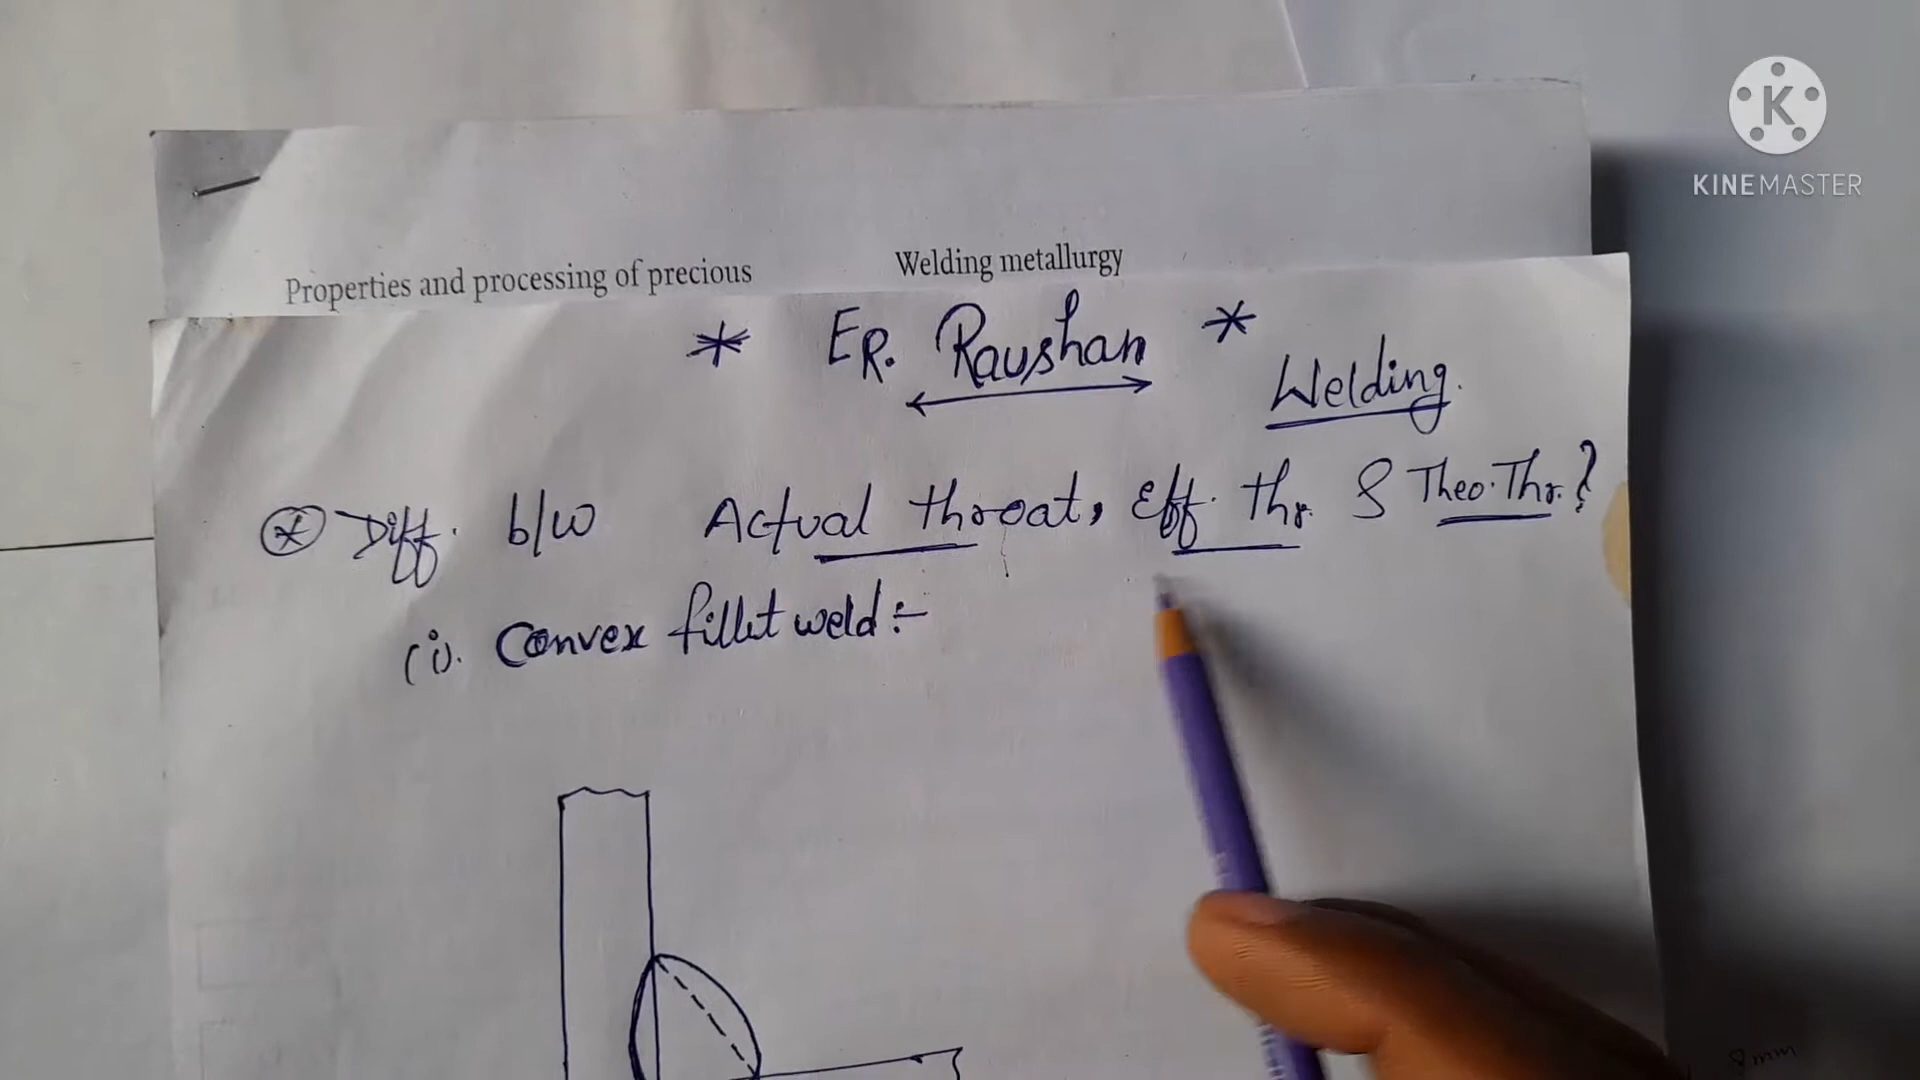 K
KINEMASTER
Properties and processing of precious Welding metallurgy
* ER. Raushan *
Welding.
* Diff. b/w Actual throat, Eff. thr. & Theo. Thr. ?
(i). Convex fillet weld :-
8mm